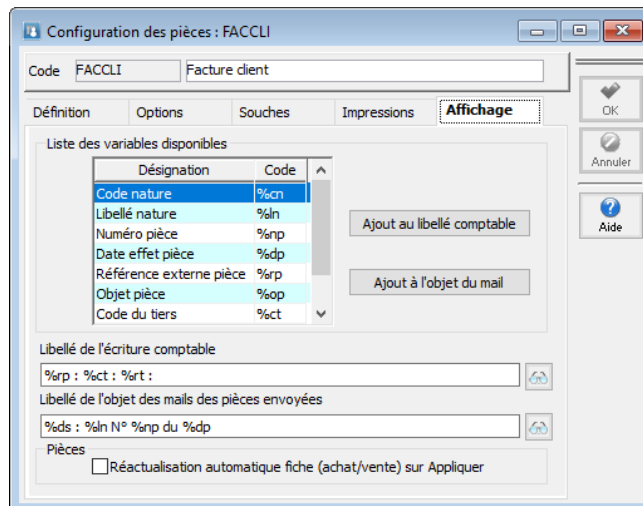 Configuration des pièces : FACCLI
Code FACCLI Facture client
Définition Options Souches Impressions Affichage
OK
Annuler
Aide
Liste des variables disponibles
Désignation Code
Code nature %cn
Libellé nature %ln
Numéro pièce %np
Date effet pièce %dp
Référence externe pièce %rp
Objet pièce %op
Code du tiers %ct
Ajout au libellé comptable
Ajout à l'objet du mail
Libellé de l'écriture comptable
%rp : %ct : %rt :
Libellé de l'objet des mails des pièces envoyées
%ds : %ln N° %np du %dp
Pièces
Réactualisation automatique fiche (achat/vente) sur Appliquer